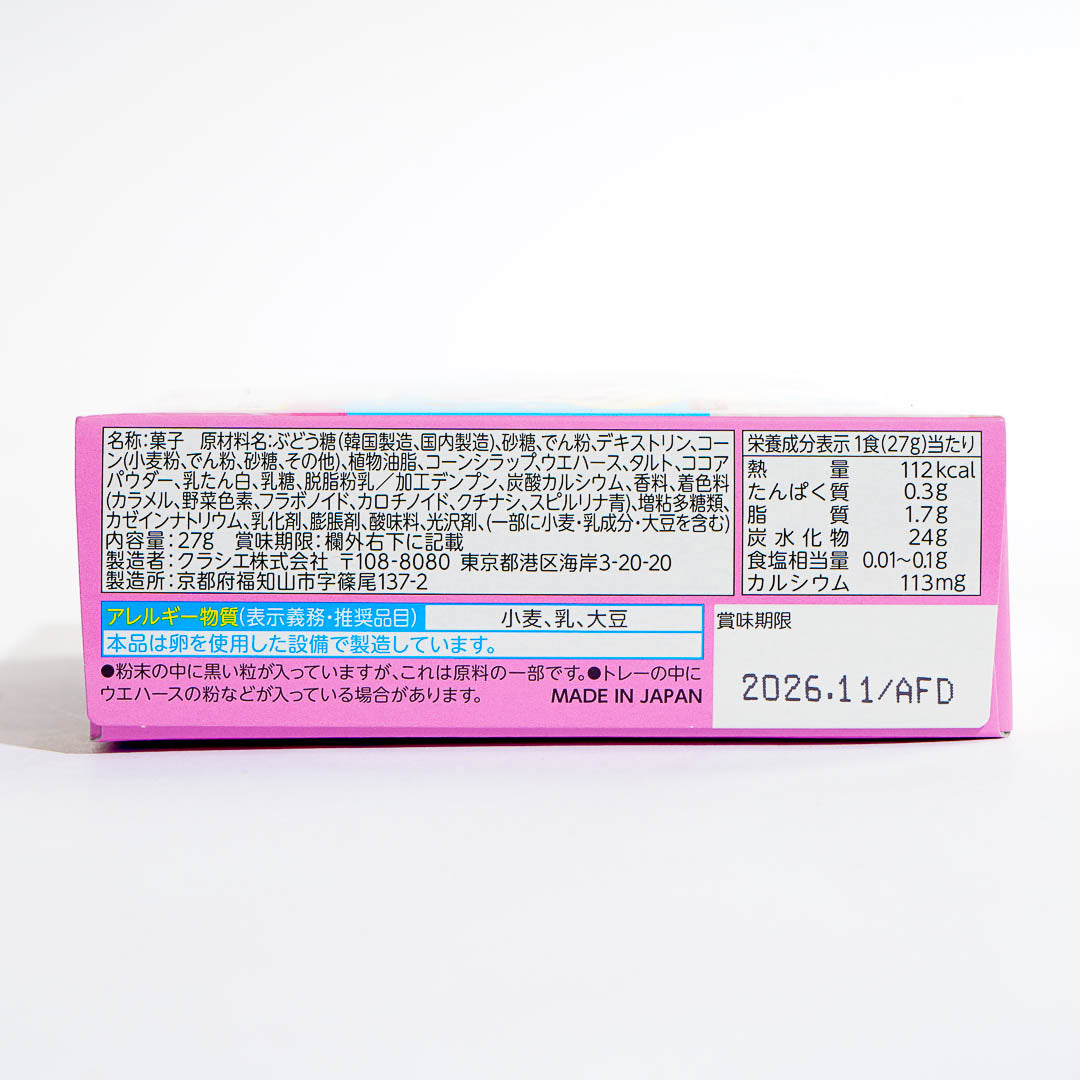 名称:菓子 原材料名:ぶどう糖(韓国製造、国内製造)、砂糖、でん粉、デキストリン、コー
ン(小麦粉、でん粉、砂糖、その他)、植物油脂、コーンシラップ、ウエハース、タルト、ココア
パウダー、乳たん白、乳糖、脱脂粉乳/加工デンプン、炭酸カルシウム、香料、着色料
(カラメル、野菜色素、フラボノイド、カロチノイド、クチナシ、スピルリナ青)、増粘多糖類、
カゼインナトリウム、乳化剤、膨脹剤、酸味料、光沢剤、(一部に小麦・乳成分・大豆を含む)
内容量:27g 賞味期限:欄外右下に記載
製造者:クラシエ株式会社 〒108-8080 東京都港区海岸3-20-20
製造所:京都府福知山市字篠尾137-2
栄養成分表示 1食(27g)当たり
熱量 112kcal
たんぱく質 0.3g
脂質 1.7g
炭水化物 24g
食塩相当量 0.01~0.1g
カルシウム 113mg
アレルギー物質(表示義務・推奨品目) 小麦、乳、大豆
本品は卵を使用した設備で製造しています。
●粉末の中に黒い粒が入っていますが、これは原料の一部です。●トレーの中に
ウエハースの粉などが入っている場合があります。 MADE IN JAPAN
賞味期限
2026.11/AFD